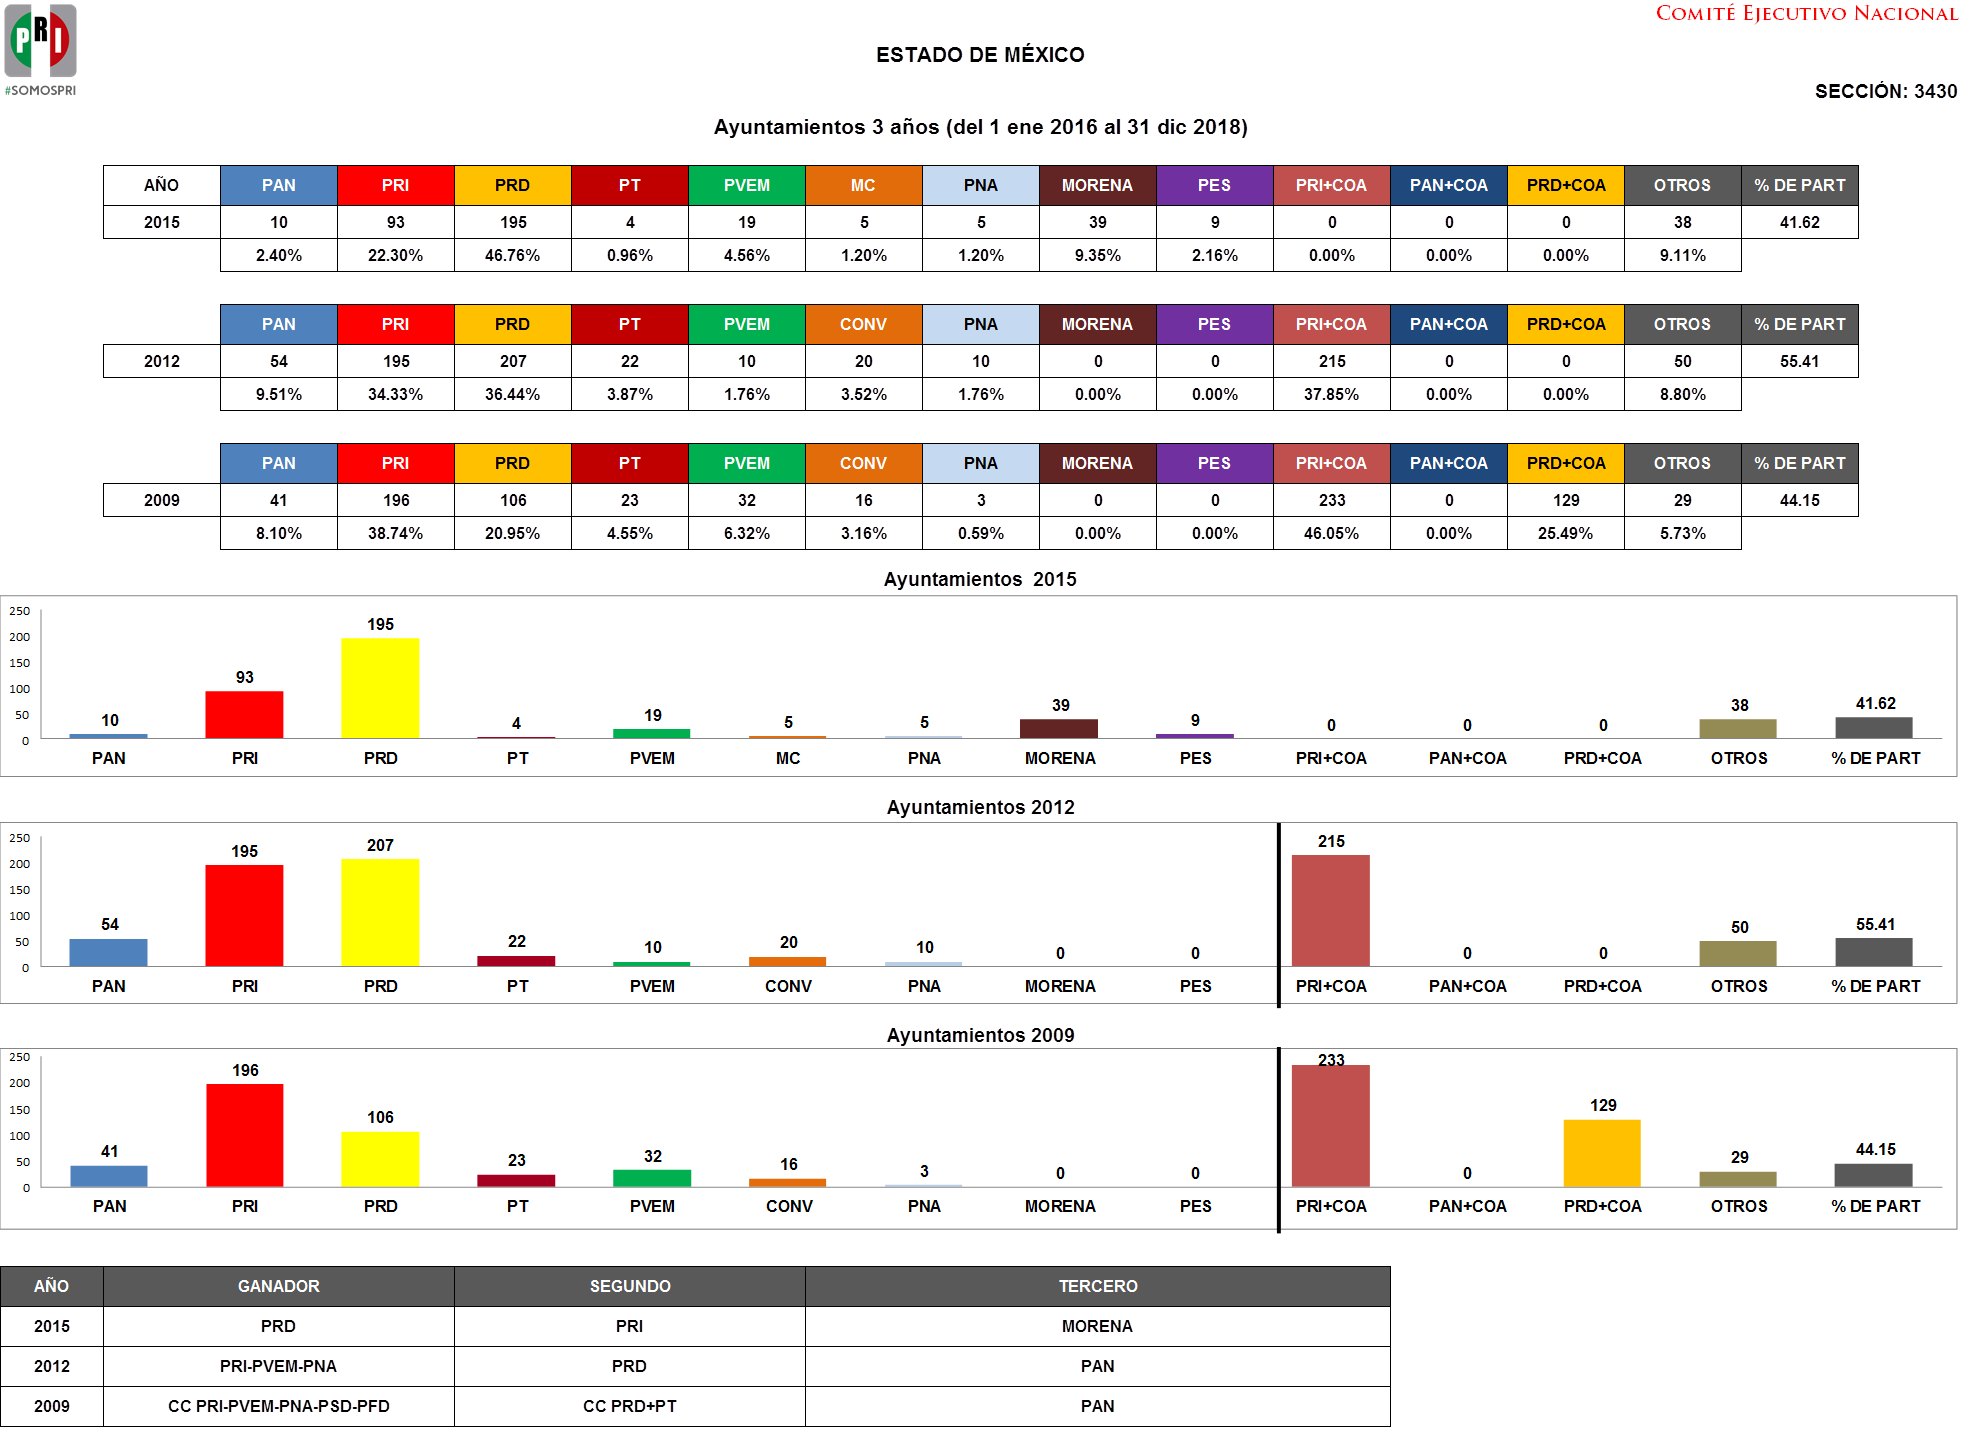 COMITÉ EJECUTIVO NACIONAL
PRI
#SOMOSPRI
ESTADO DE MÉXICO
SECCIÓN: 3430
Ayuntamientos 3 años (del 1 ene 2016 al 31 dic 2018)
AÑO PAN PRI PRD PT PVEM MC PNA MORENA PES PRI+COA PAN+COA PRD+COA OTROS % DE PART
2015 10 93 195 4 19 5 5 39 9 0 0 0 38 41.62
2.40% 22.30% 46.76% 0.96% 4.56% 1.20% 1.20% 9.35% 2.16% 0.00% 0.00% 0.00% 9.11%
PAN PRI PRD PT PVEM CONV PNA MORENA PES PRI+COA PAN+COA PRD+COA OTROS % DE PART
2012 54 195 207 22 10 20 10 0 0 215 0 0 50 55.41
9.51% 34.33% 36.44% 3.87% 1.76% 3.52% 1.76% 0.00% 0.00% 37.85% 0.00% 0.00% 8.80%
PAN PRI PRD PT PVEM CONV PNA MORENA PES PRI+COA PAN+COA PRD+COA OTROS % DE PART
2009 41 196 106 23 32 16 3 0 0 233 0 129 29 44.15
8.10% 38.74% 20.95% 4.55% 6.32% 3.16% 0.59% 0.00% 0.00% 46.05% 0.00% 25.49% 5.73%
Ayuntamientos 2015
250
200
150
100
50
0
10 93 195 4 19 5 5 39 9 0 0 0 38 41.62
PAN PRI PRD PT PVEM MC PNA MORENA PES PRI+COA PAN+COA PRD+COA OTROS % DE PART
Ayuntamientos 2012
250
200
150
100
50
0
54 195 207 22 10 20 10 0 0 215 0 0 50 55.41
PAN PRI PRD PT PVEM CONV PNA MORENA PES PRI+COA PAN+COA PRD+COA OTROS % DE PART
Ayuntamientos 2009
250
200
150
100
50
0
41 196 106 23 32 16 3 0 0 233 0 129 29 44.15
PAN PRI PRD PT PVEM CONV PNA MORENA PES PRI+COA PAN+COA PRD+COA OTROS % DE PART
AÑO GANADOR SEGUNDO TERCERO
2015 PRD PRI MORENA
2012 PRI-PVEM-PNA PRD PAN
2009 CC PRI-PVEM-PNA-PSD-PFD CC PRD+PT PAN